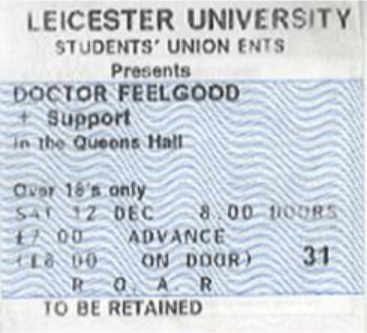 LEICESTER UNIVERSITY
STUDENTS' UNION ENTS
Presents
DOCTOR FEELGOOD
+ Support
in the Queens Hall
Over 18's only
SAT 12 DEC 8.00 DOORS
£7 00 ADVANCE
(£8 00 ON DOOR) 31
R O A R
TO BE RETAINED